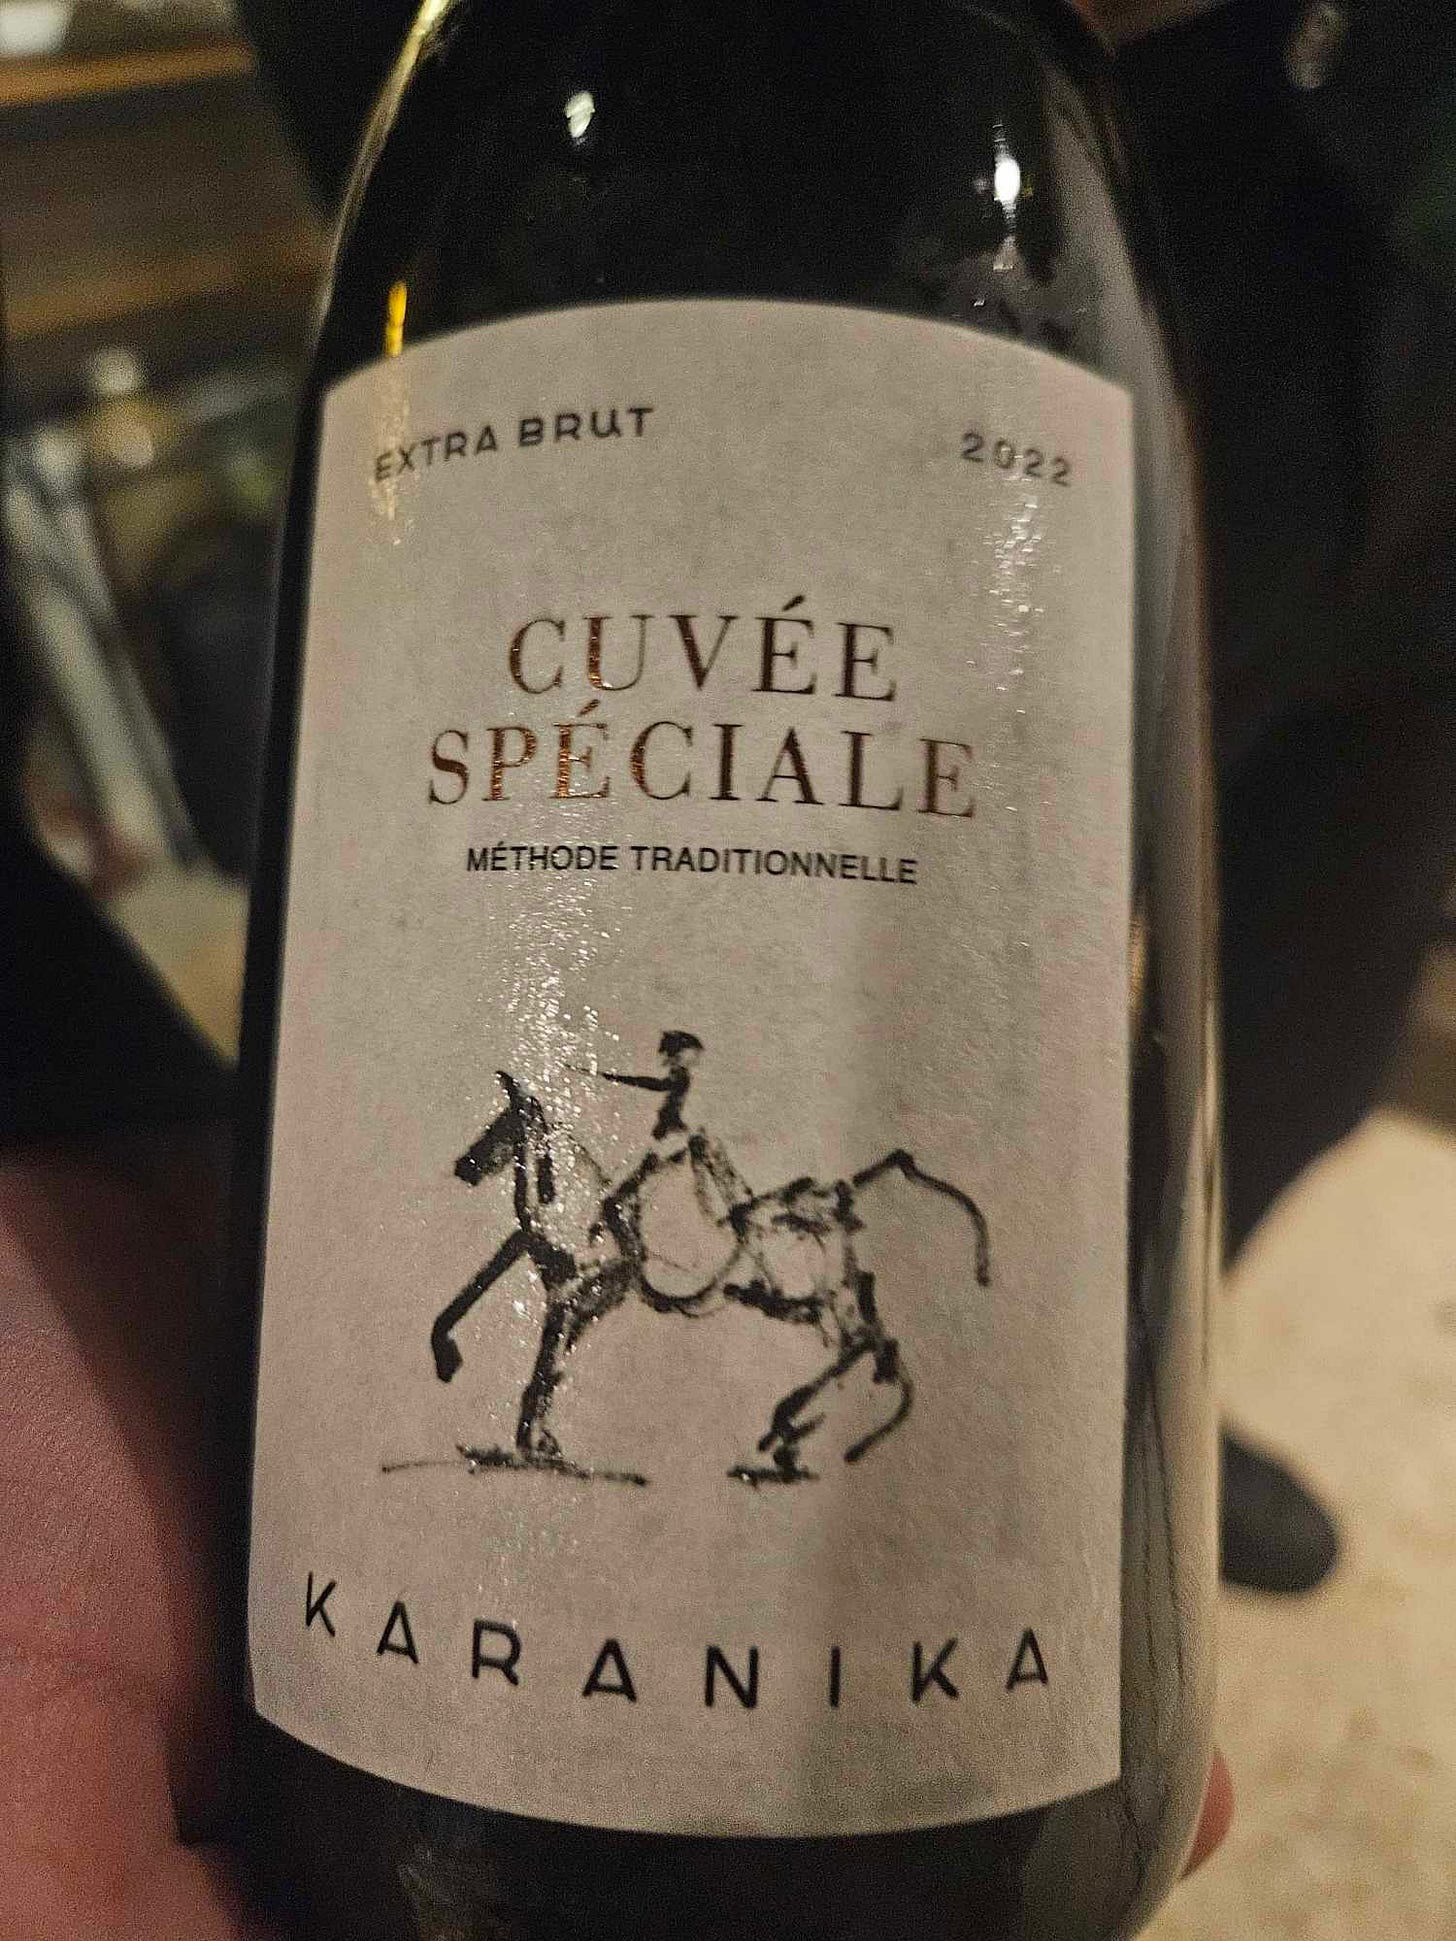 EXTRA BRUT
2022
CUVÉE
SPÉCIALE
MÉTHODE TRADITIONNELLE
KARANIKA